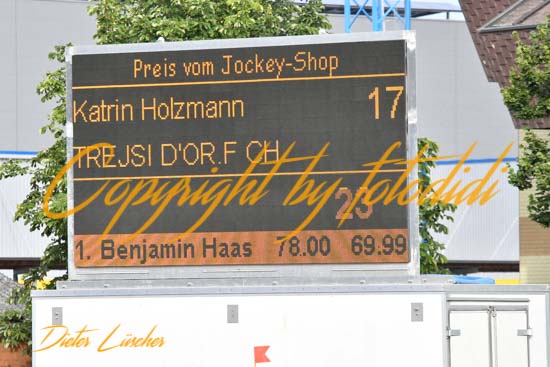 Preis vom Jockey-Shop
Katrin Holzmann 17
TREJSI D'OR.F CH
Copyright by fotodidi
23
1. Benjamin Haas 78.00 69.99
Dieter Lüscher